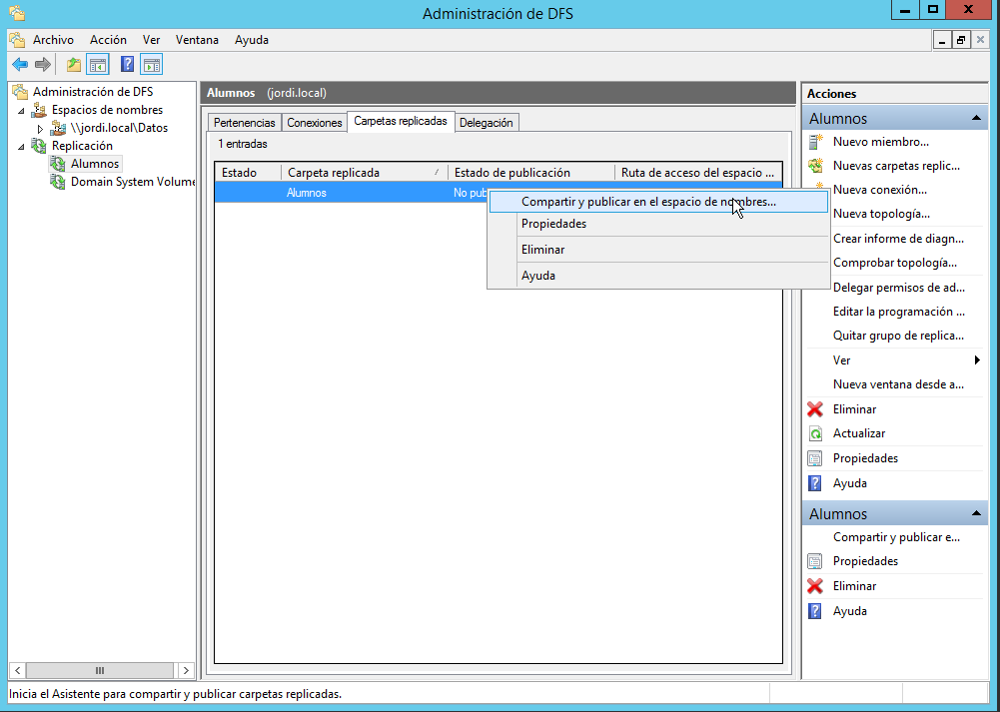 Administración de DFS
Archivo Acción Ver Ventana Ayuda
Administración de DFS
Espacios de nombres
\\jordi.local\Datos
Replicación
Alumnos
Domain System Volume
Alumnos (jordi.local)
Pertenencias Conexiones Carpetas replicadas Delegación
1 entradas
Estado Carpeta replicada Estado de publicación Ruta de acceso del espacio ...
Alumnos No pub
Compartir y publicar en el espacio de nombres...
Propiedades
Eliminar
Ayuda
Acciones
Alumnos
Nuevo miembro...
Nuevas carpetas replic...
Nueva conexión...
Nueva topología...
Crear informe de diagn...
Comprobar topología...
Delegar permisos de ad...
Editar la programación ...
Quitar grupo de replica...
Ver
Nueva ventana desde a...
Eliminar
Actualizar
Propiedades
Ayuda
Alumnos
Compartir y publicar e...
Propiedades
Eliminar
Ayuda
Inicia el Asistente para compartir y publicar carpetas replicadas.